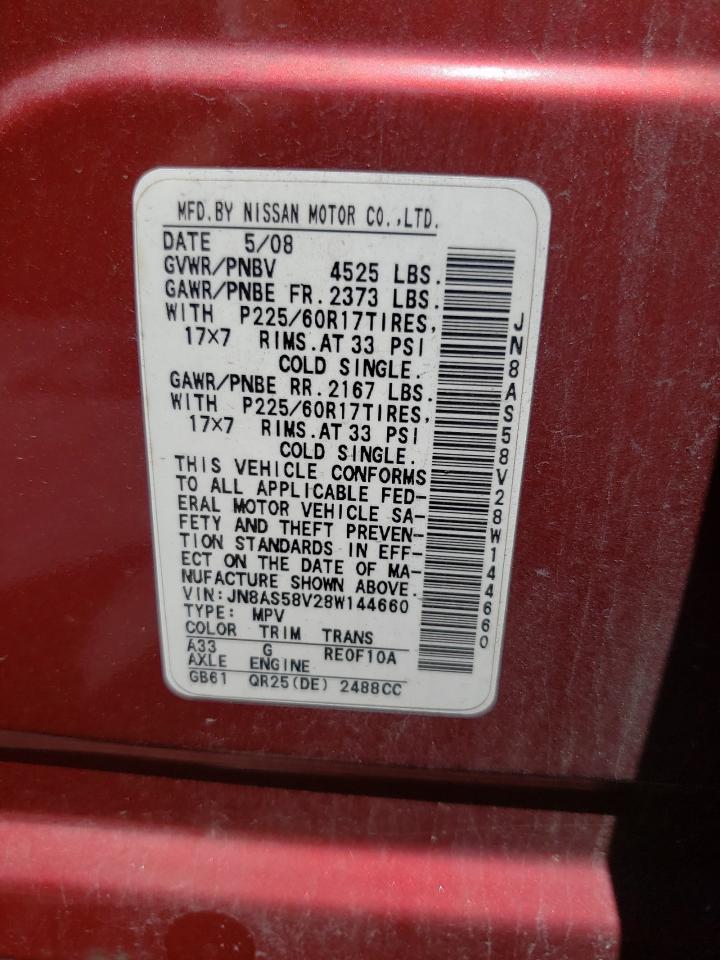 MFD.BY NISSAN MOTOR CO.,LTD.
DATE 5/08
GVWR/PNBV 4525 LBS.
GAWR/PNBE FR. 2373 LBS.
WITH P225/60R17TIRES,
17×7 RIMS.AT 33 PSI
COLD SINGLE.
GAWR/PNBE RR. 2167 LBS.
WITH P225/60R17TIRES,
17×7 RIMS.AT 33 PSI
COLD SINGLE.
THIS VEHICLE CONFORMS
TO ALL APPLICABLE FED-
ERAL MOTOR VEHICLE SA-
FETY AND THEFT PREVEN-
TION STANDARDS IN EFF-
ECT ON THE DATE OF MA-
NUFACTURE SHOWN ABOVE.
VIN:JN8AS58V28W144660
TYPE: MPV
COLOR TRIM TRANS
A33 G RE0F10A
AXLE ENGINE
GB61 QR25(DE) 2488CC
JN8AS58V28W144660